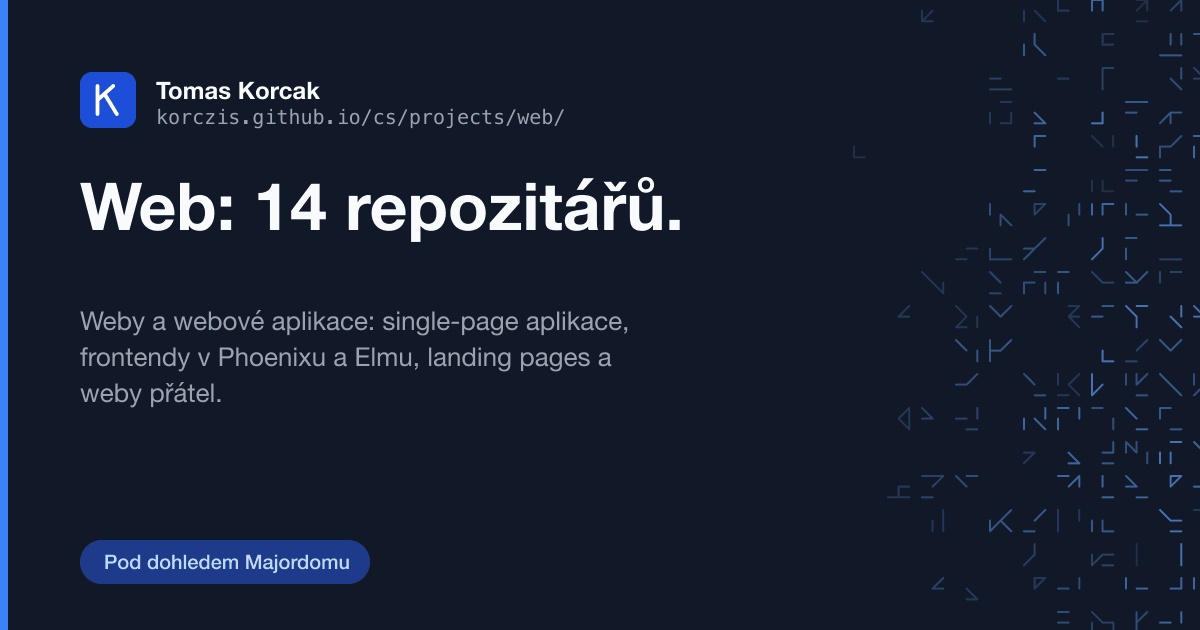 Tomas Korcak
korczis.github.io/cs/projects/web/
Web: 14 repozitářů.
Weby a webové aplikace: single-page aplikace,
frontendy v Phoenixu a Elmu, landing pages a
weby přátel.
Pod dohledem Majordomu